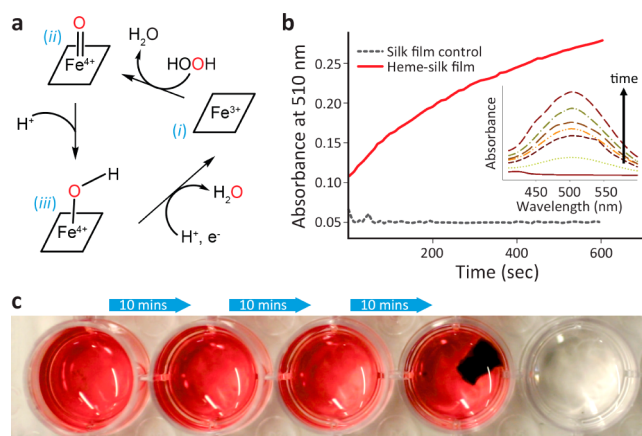 a
(ii)
O
Fe4+
H2O
HOOH
Fe3+
(i)
H+
O H
(iii)
Fe4+
H2O
H+, e-
b
Silk film control
Heme-silk film
Absorbance at 510 nm
0.25
0.20
0.15
0.10
0.05
200 400 600
Time (sec)
time
Absorbance
450 500 550
Wavelength (nm)
c
10 mins 10 mins 10 mins